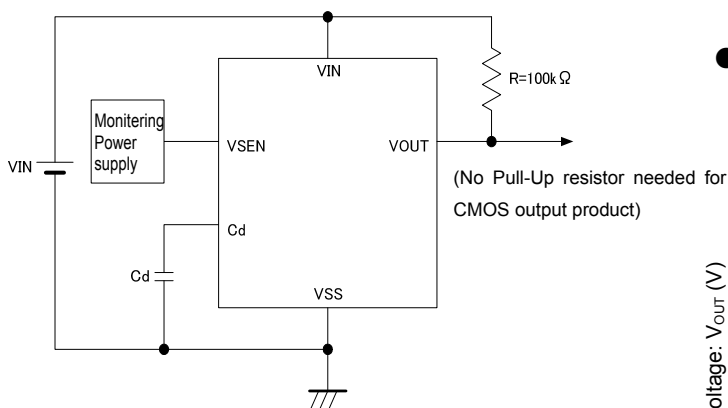 VIN
R=100kΩ
Monitering
Power
supply
VSEN
VOUT
VIN
(No Pull-Up resistor needed for
CMOS output product)
Cd
Cd
VSS
oltage: VOUT (V)